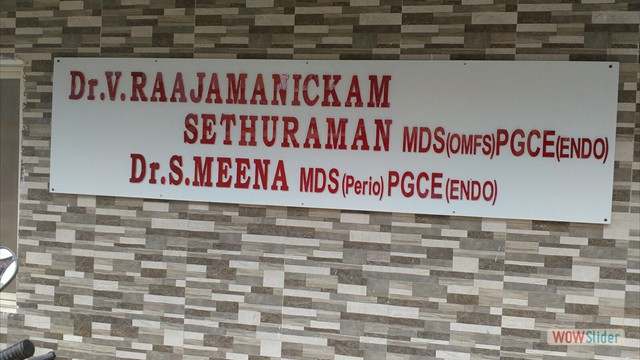 Dr.V.RAAJAMANICKAM
SETHURAMAN MDS(OMFS)PGCE(ENDO)
Dr.S.MEENA MDS(Perio)PGCE(ENDO)
WOWSlider